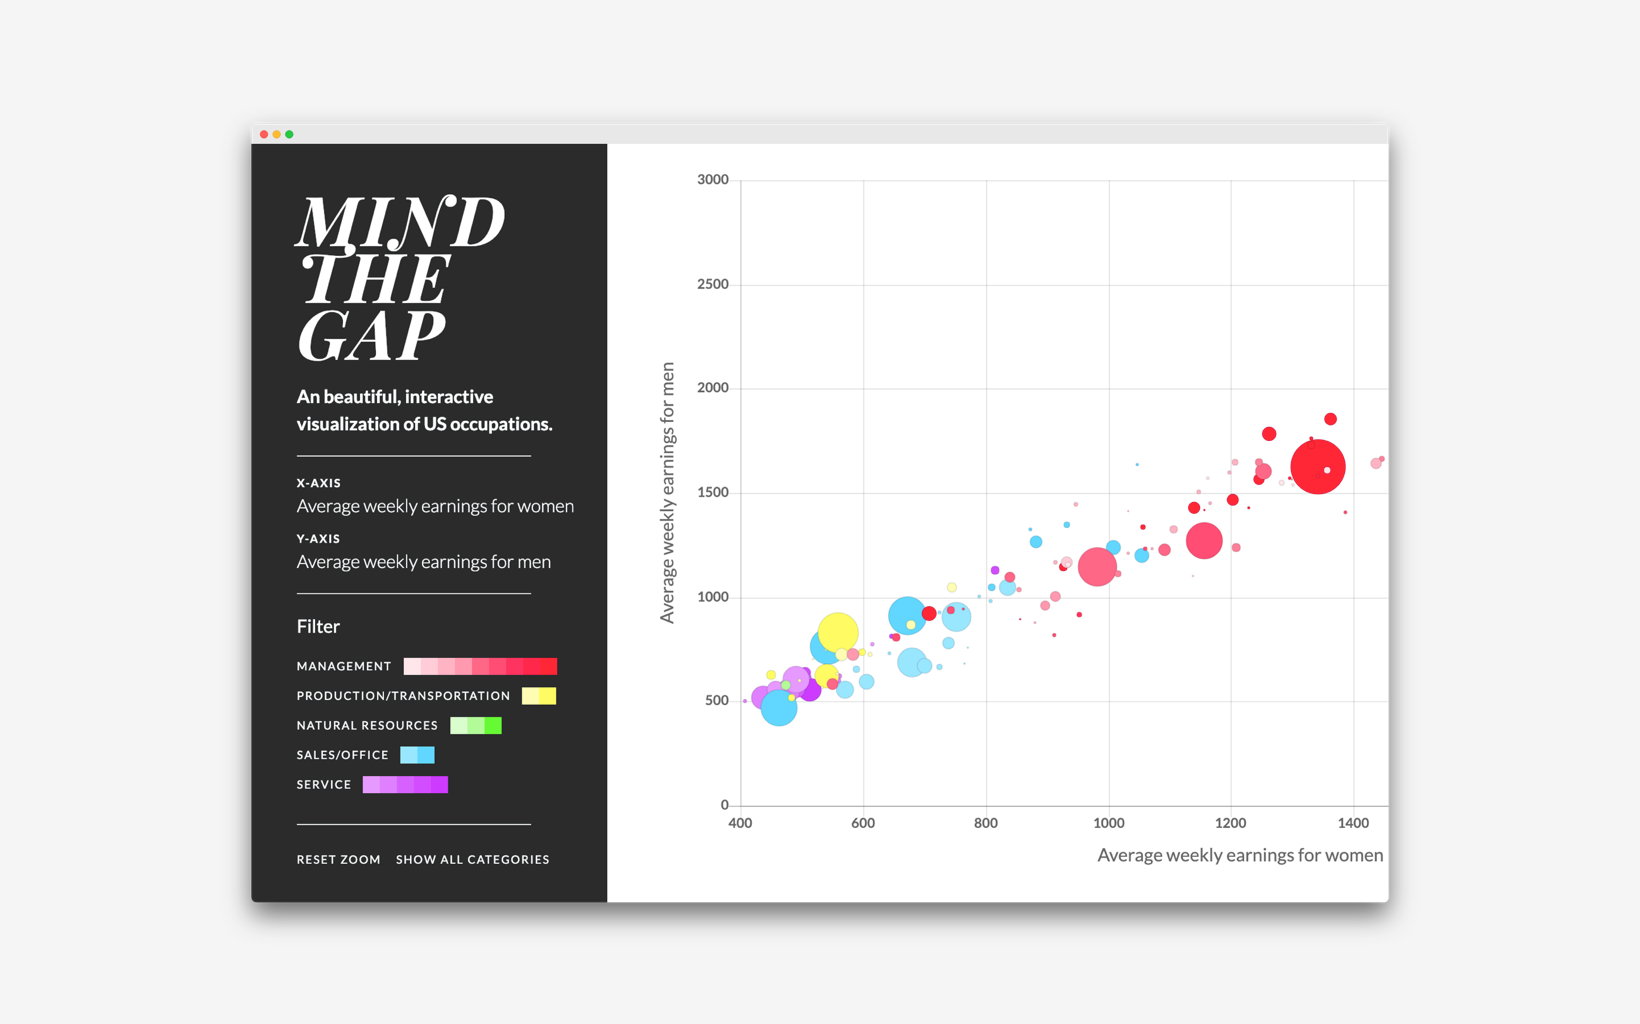 MIND
THE
GAP
An beautiful, interactive
visualization of US occupations.
X-AXIS
Average weekly earnings for women
Y-AXIS
Average weekly earnings for men
Filter
MANAGEMENT
PRODUCTION/TRANSPORTATION
NATURAL RESOURCES
SALES/OFFICE
SERVICE
RESET ZOOM SHOW ALL CATEGORIES
Average weekly earnings for men
3000
2500
2000
1500
1000
500
0
400 600 800 1000 1200 1400
Average weekly earnings for women